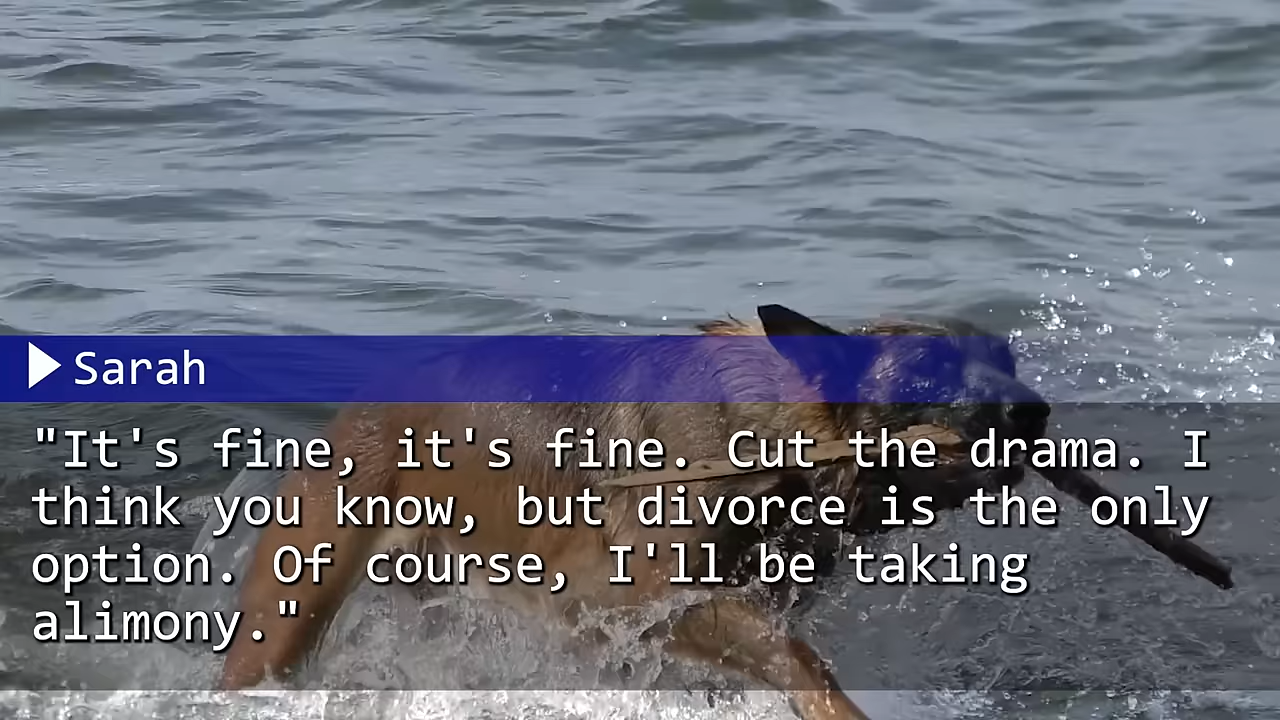 Sarah
"It's fine, it's fine. Cut the drama. I
think you know, but divorce is the only
option. Of course, I'll be taking
alimony."